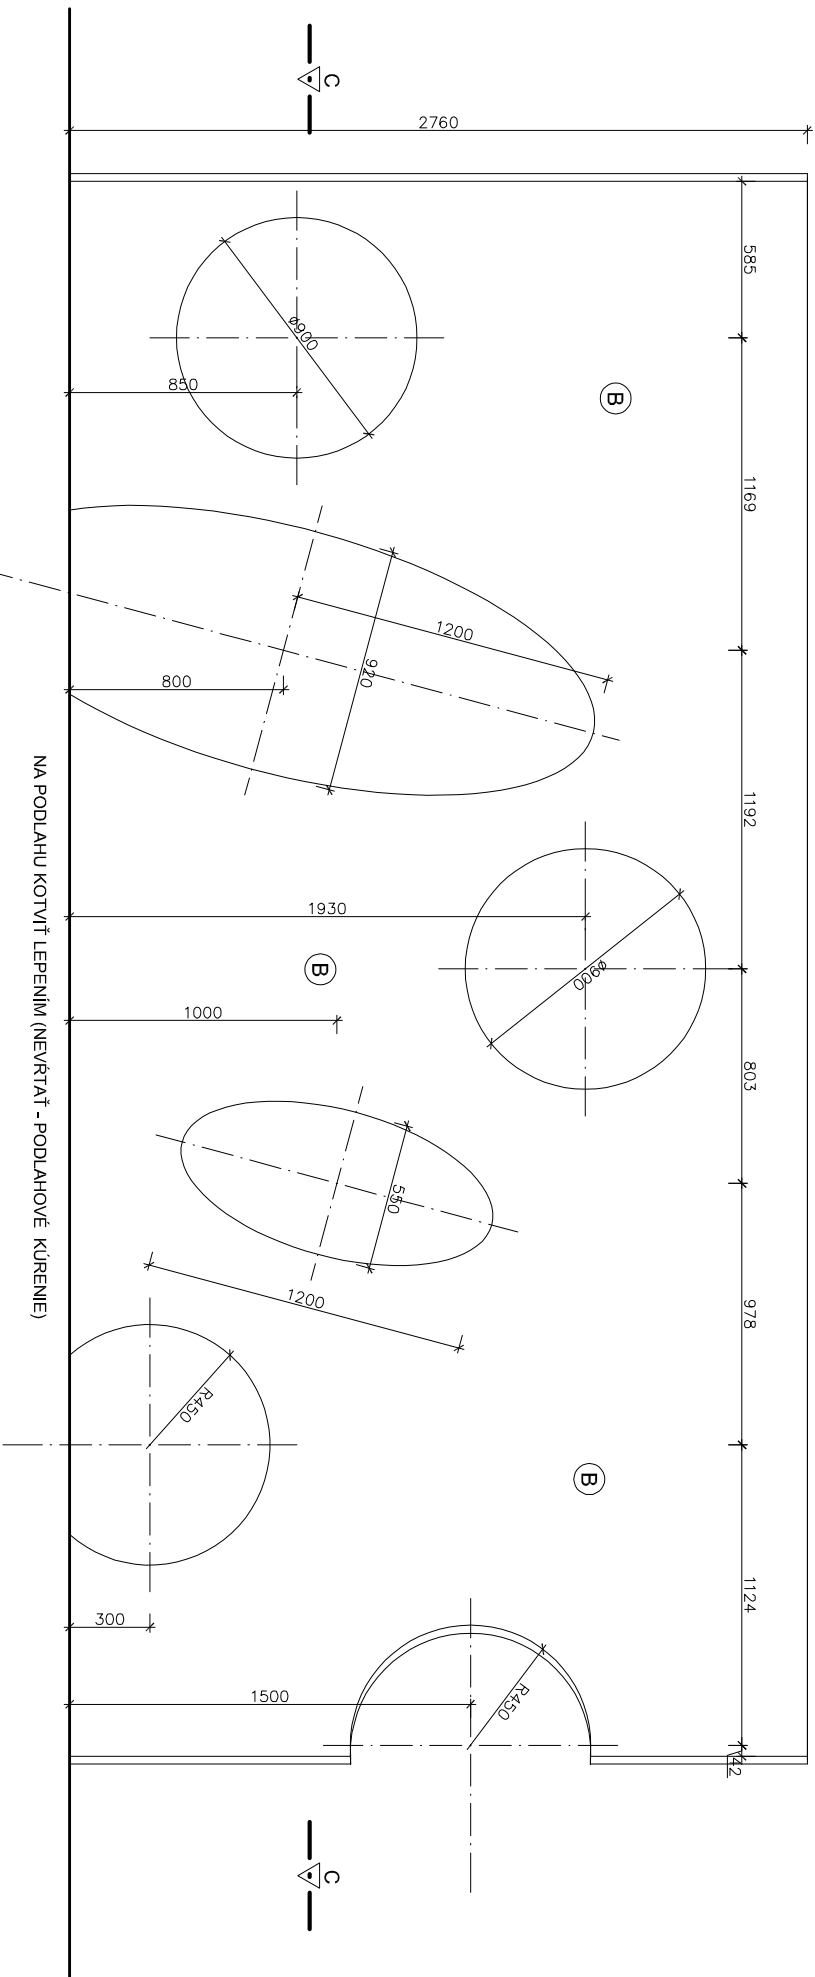 C
2760
585
ø900
850
B
1169
1200
920
800
1192
1930
ø900
B
1000
803
550
1200
978
R450
B
300
1124
1500
R450
42
C
NA PODLAHU KOTVIŤ LEPENÍM (NEVŔTAŤ - PODLAHOVÉ KÚRENIE)